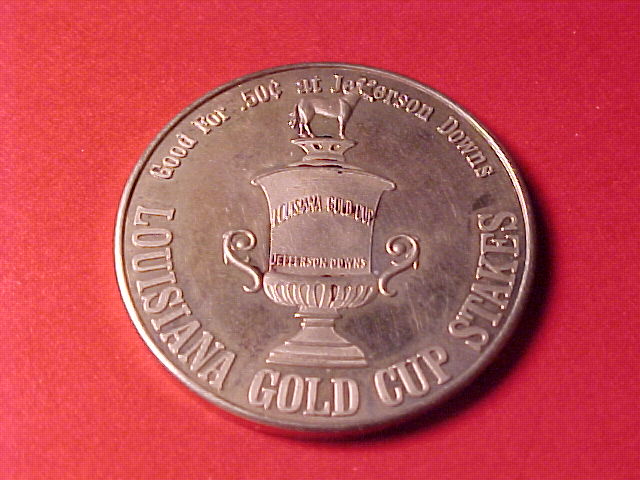 Good For .50¢ at Jefferson Downs
LOUISIANA GOLD CUP
JEFFERSON DOWNS
LOUISIANA GOLD CUP STAKES